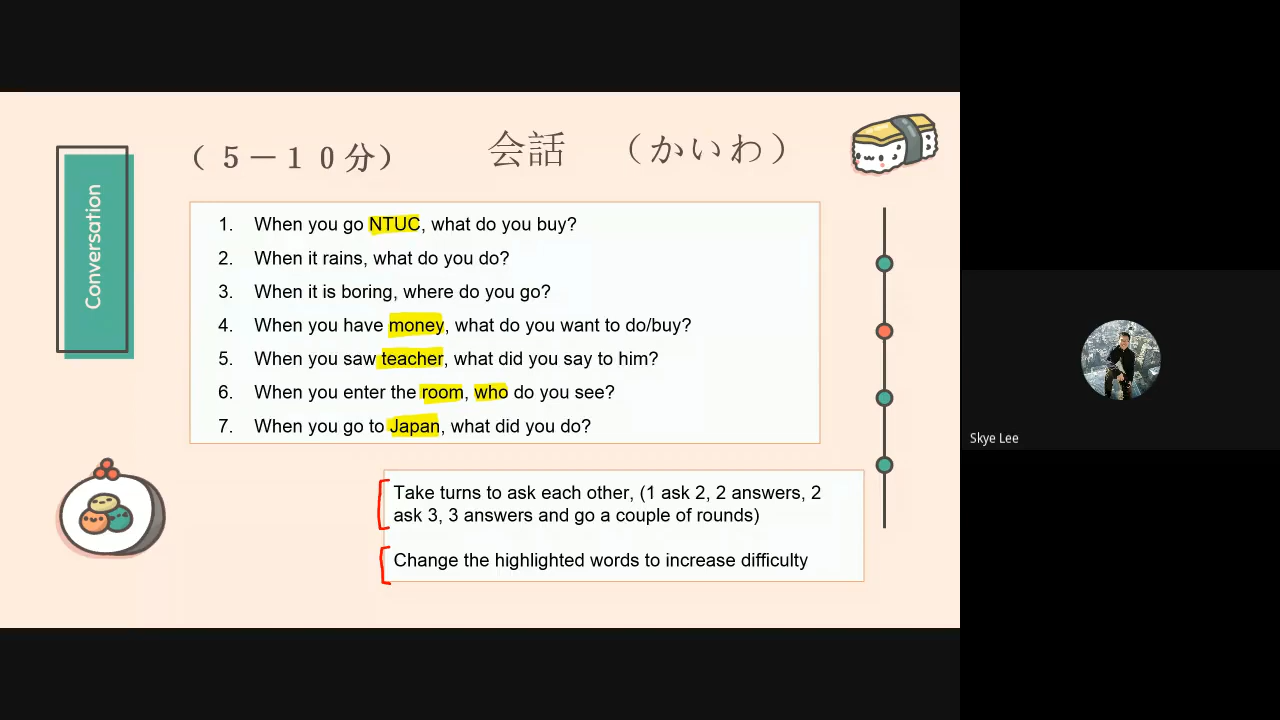 Conversation
（５－１０分）
会話　（かいわ）
1. When you go NTUC, what do you buy?
2. When it rains, what do you do?
3. When it is boring, where do you go?
4. When you have money, what do you want to do/buy?
5. When you saw teacher, what did you say to him?
6. When you enter the room, who do you see?
7. When you go to Japan, what did you do?
Take turns to ask each other, (1 ask 2, 2 answers, 2
ask 3, 3 answers and go a couple of rounds)
Change the highlighted words to increase difficulty
Skye Lee